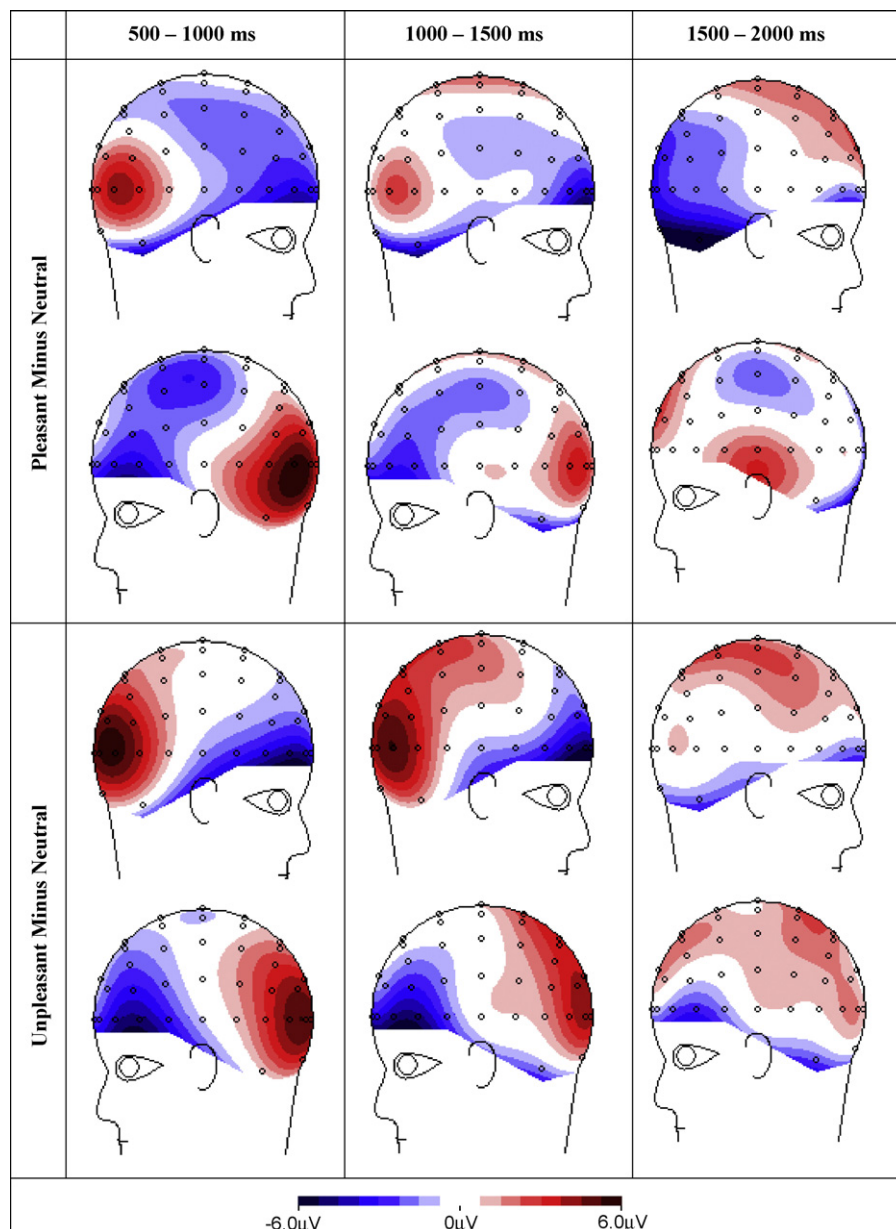 500 – 1000 ms
1000 – 1500 ms
1500 – 2000 ms
Pleasant Minus Neutral
Unpleasant Minus Neutral
-6.0µV
0µV
6.0µV